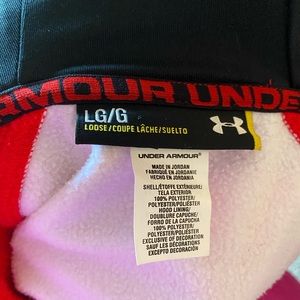 ARMOUR UNDE
LG/G
LOOSE/COUPE LÂCHE/SUELTO
UNDER ARMOUR®
MADE IN JORDAN
FABRIQUÉ EN JORDANIE
HECHO EN JORDANIA
SHELL/ÉTOFFE EXTÉRIEURE/
TELA EXTERIOR
100% POLYESTER/
POLYESTER/POLIÉSTER
HOOD LINING/
DOUBLURE CAPUCHE/
FORRO DE LA CAPUCHA
100% POLYESTER/
POLYESTER/POLIÉSTER
EXCLUSIVE OF DECORATION
SAUF DÉCORATIONS
EXCEPTO DECORACIÓN